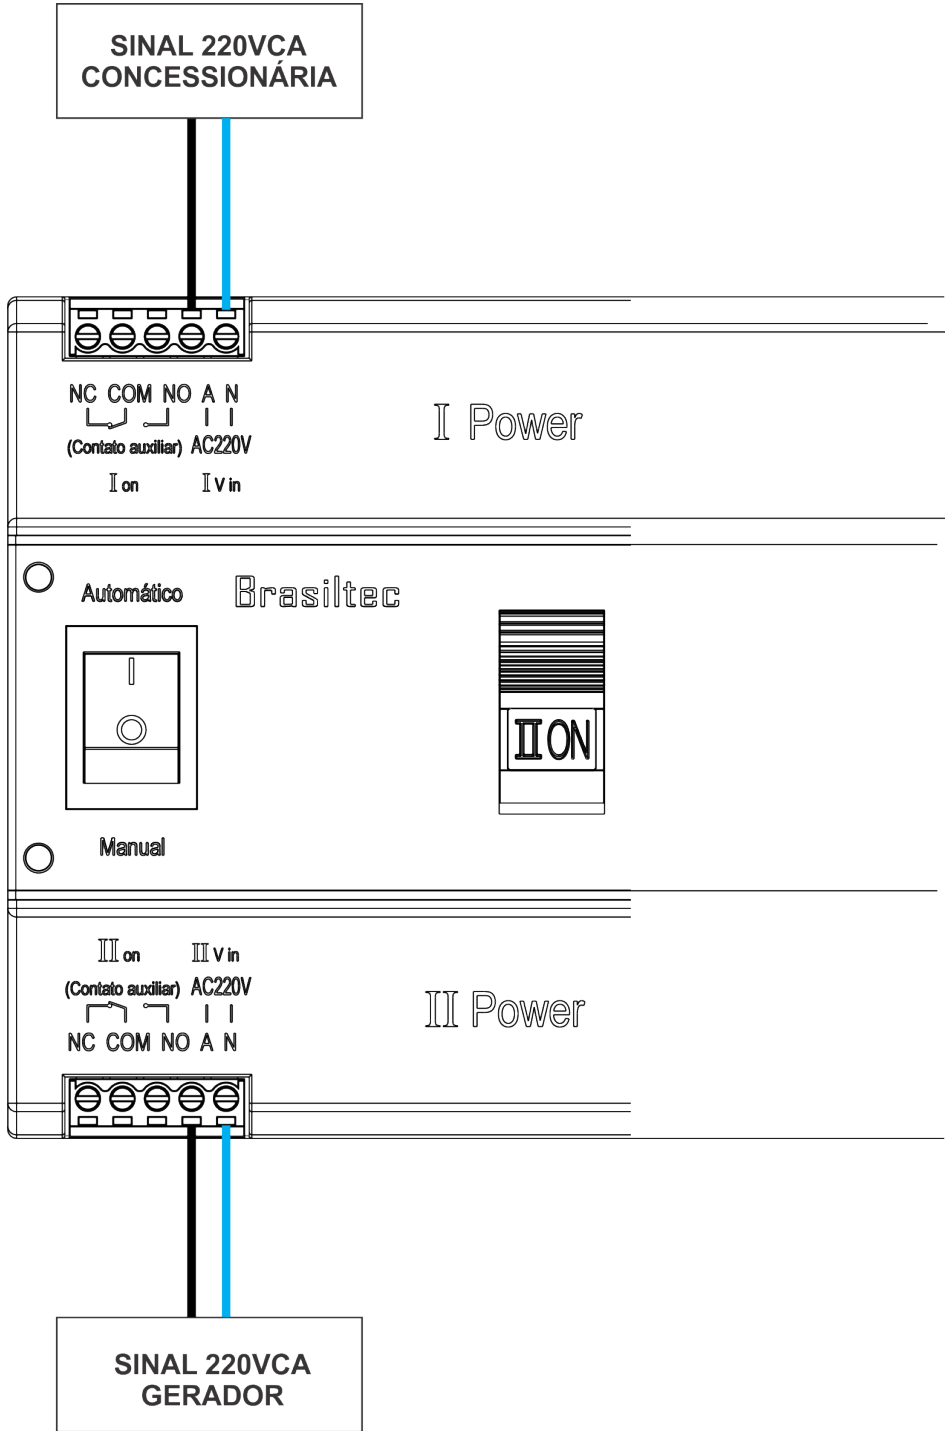 SINAL 220VCA
CONCESSIONÁRIA
NC COM NO A N
(Contato auxiliar) AC220V
I on I V in
I Power
Automático
Brasiltec
II ON
Manual
II on II V in
(Contato auxiliar) AC220V
NC COM NO A N
II Power
SINAL 220VCA
GERADOR